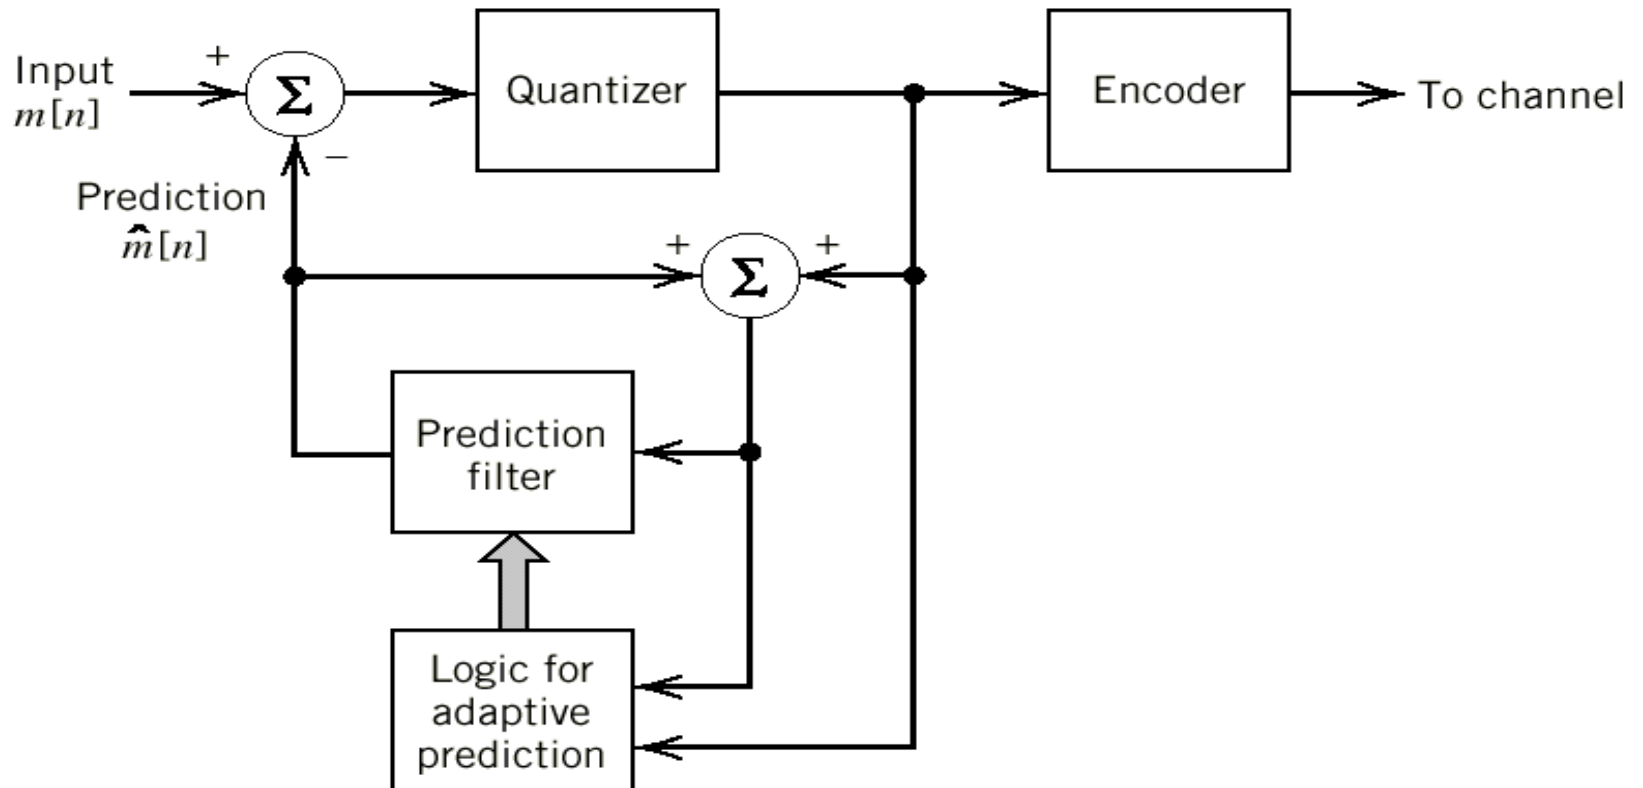 Input
m[n]
+
Σ
Quantizer
Encoder
To channel
−
Prediction
m̂[n]
+
Σ
+
Prediction
filter
Logic for
adaptive
prediction